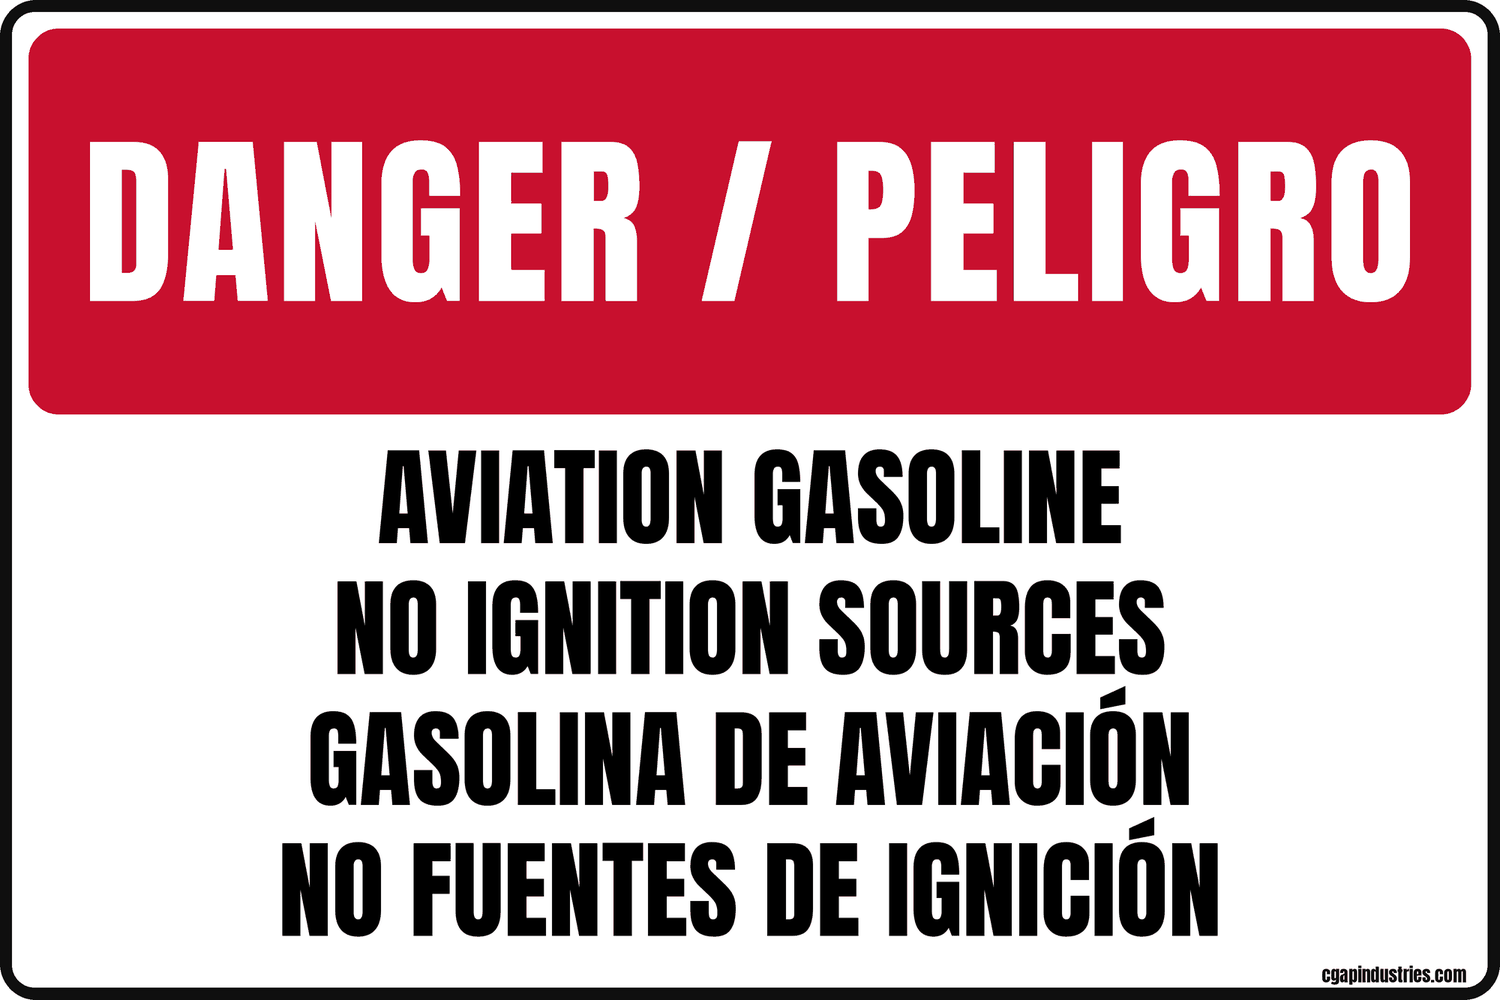 DANGER / PELIGRO
AVIATION GASOLINE
NO IGNITION SOURCES
GASOLINA DE AVIACIÓN
NO FUENTES DE IGNICIÓN
cgapindustries.com